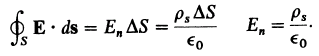 ∮_S E · ds = E_n ΔS = ρ_s ΔS / ϵ_0    E_n = ρ_s / ϵ_0.